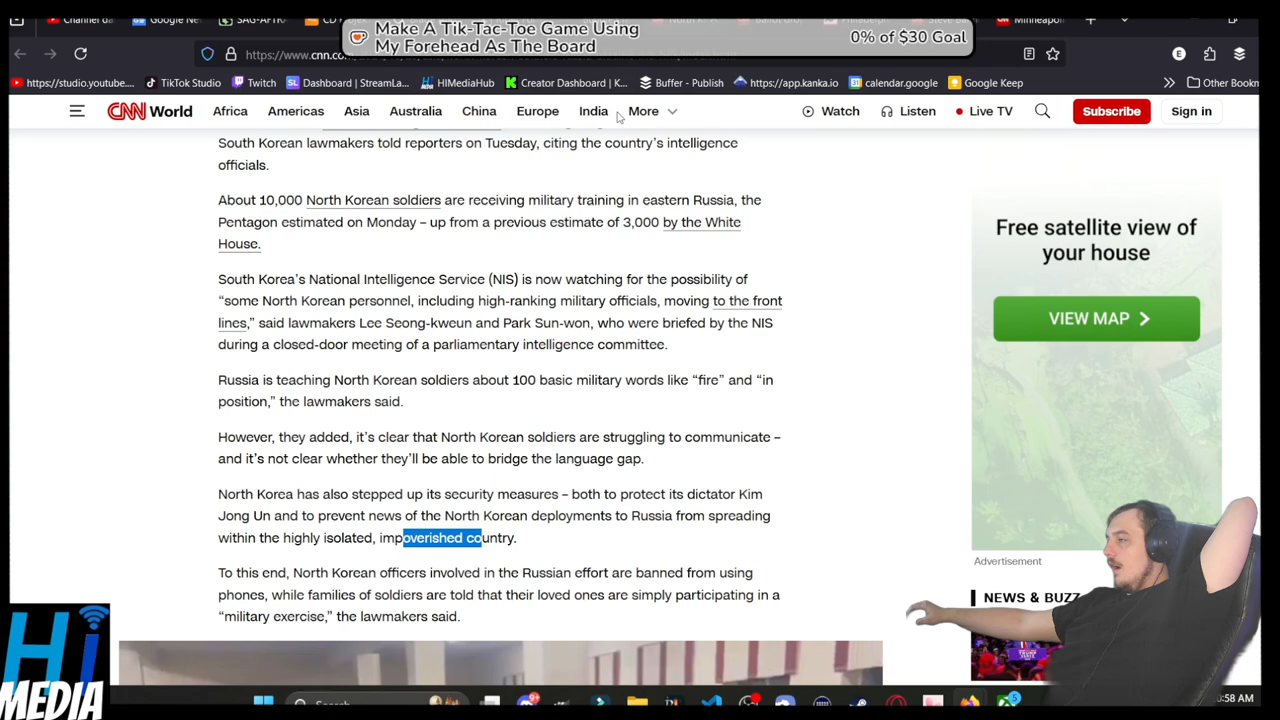 Channel da
Google Ne
SAG-AFTR
CD Proj
Minneapol
Make A Tik-Tac-Toe Game Using
My Forehead As The Board
0% of $30 Goal
https://www.cnn.co
https://studio.youtube....
TikTok Studio
Twitch
Dashboard | StreamLa...
HIMediaHub
Creator Dashboard | K...
Buffer - Publish
https://app.kanka.io
calendar.google
Google Keep
Other Bookm
CNN World
Africa
Americas
Asia
Australia
China
Europe
India
More
Watch
Listen
Live TV
Subscribe
Sign in
South Korean lawmakers told reporters on Tuesday, citing the country's intelligence
officials.
About 10,000 North Korean soldiers are receiving military training in eastern Russia, the
Pentagon estimated on Monday – up from a previous estimate of 3,000 by the White
House.
South Korea's National Intelligence Service (NIS) is now watching for the possibility of
“some North Korean personnel, including high-ranking military officials, moving to the front
lines,” said lawmakers Lee Seong-kweun and Park Sun-won, who were briefed by the NIS
during a closed-door meeting of a parliamentary intelligence committee.
Russia is teaching North Korean soldiers about 100 basic military words like “fire” and “in
position,” the lawmakers said.
However, they added, it's clear that North Korean soldiers are struggling to communicate –
and it's not clear whether they'll be able to bridge the language gap.
North Korea has also stepped up its security measures – both to protect its dictator Kim
Jong Un and to prevent news of the North Korean deployments to Russia from spreading
within the highly isolated, impoverished country.
To this end, North Korean officers involved in the Russian effort are banned from using
phones, while families of soldiers are told that their loved ones are simply participating in a
“military exercise,” the lawmakers said.
Free satellite view of
your house
VIEW MAP
Advertisement
NEWS & BUZZ
TRUMP
Hi
MEDIA
Search
:58 AM